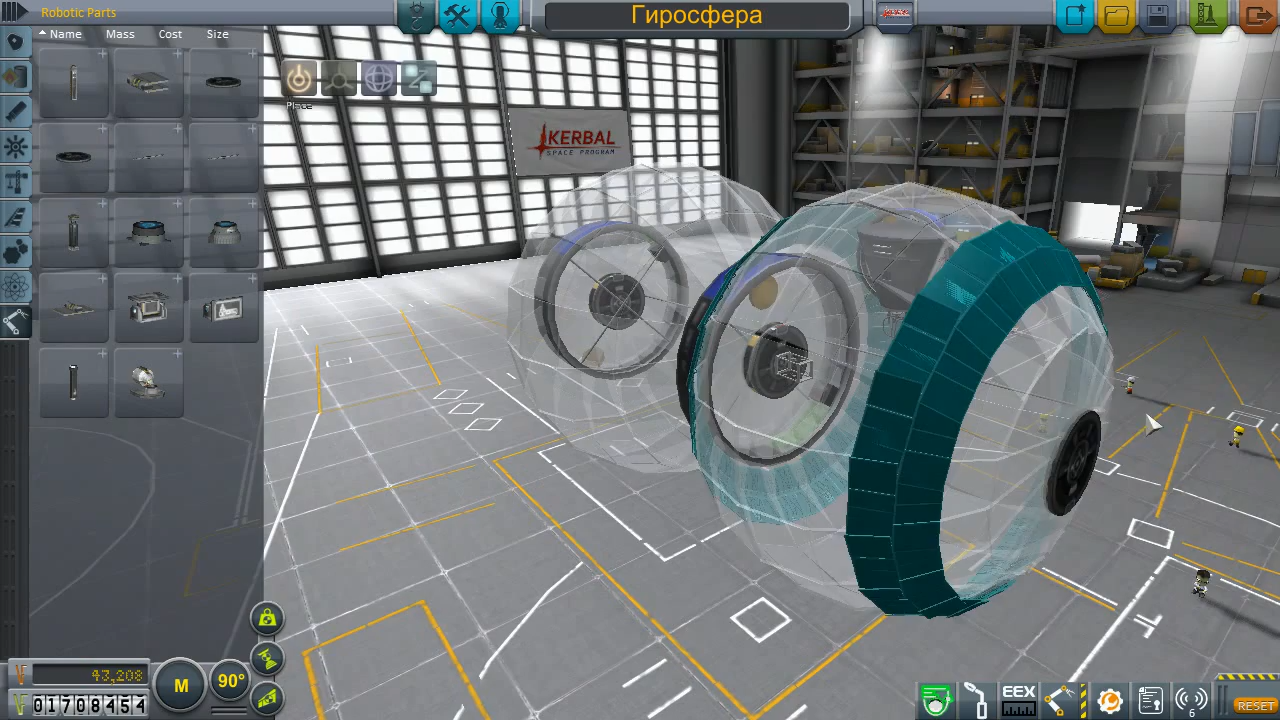 Robotic Parts
Гиросфера
Name Mass Cost Size
Place
KERBAL
SPACE PROGRAM
43,208
01708454
M
90°
EEX
6
RESET